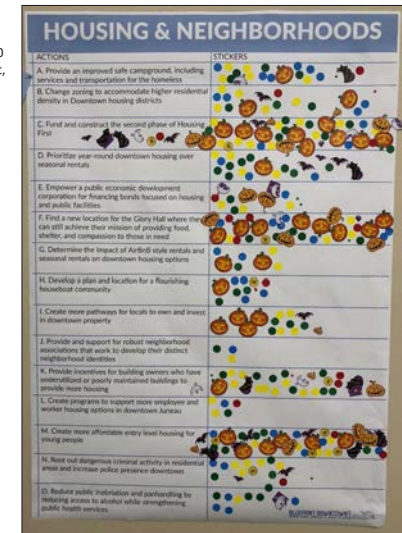 HOUSING & NEIGHBORHOODS
ACTIONS
STICKERS
A. Provide an improved safe campground, including
services and transportation for the homeless
B. Change zoning to accommodate higher residential
density in Downtown housing districts
C. Fund and construct the second phase of Housing
First
D. Prioritize year-round downtown housing over
seasonal rentals
E. Empower a public economic development
corporation for financing bonds focused on housing
and public facilities.
F. Find a new location for the Glory Hall where they
can still achieve their mission of providing food,
shelter, and compassion to those in need
G. Determine the impact of AirBnB style rentals and
seasonal rentals on downtown housing options
H. Develop a plan and location for a flourishing
houseboat community
I. Create more pathways for locals to own and invest
in downtown property
J. Provide and support for robust neighborhood
associations that work to develop their distinct
neighborhood identities
K. Provide incentives for building owners who have
underutilized or poorly maintained buildings to
provide more housing
L. Create programs to support more employee and
worker housing options in downtown Juneau
M. Create more affordable entry level housing for
young people
N. Root out dangerous criminal activity in residential
areas and increase police presence downtown
O. Reduce public inebriation and panhandling by
reducing access to alcohol while strengthening
public health services
BLUEPRINT DOWNTOWN